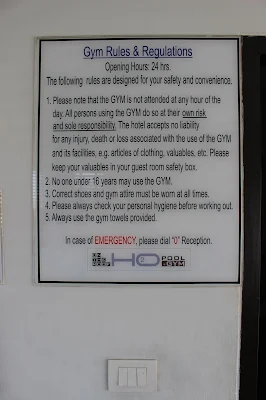 Gym Rules & Regulations
Opening Hours: 24 hrs.
The following rules are designed for your safety and convenience.
1. Please note that the GYM is not attended at any hour of the
day. All persons using the GYM do so at their own risk
and sole responsibility. The hotel accepts no liability
for any injury, death or loss associated with the use of the GYM
and its facilities, e.g. articles of clothing, valuables, etc. Please
keep your valuables in your guest room safety box.
2. No one under 16 years may use the GYM.
3. Correct shoes and gym attire must be worn at all times.
4. Please always check your personal hygiene before working out.
5. Always use the gym towels provided.
In case of EMERGENCY, please dial "0" Reception.
POOL
GYM